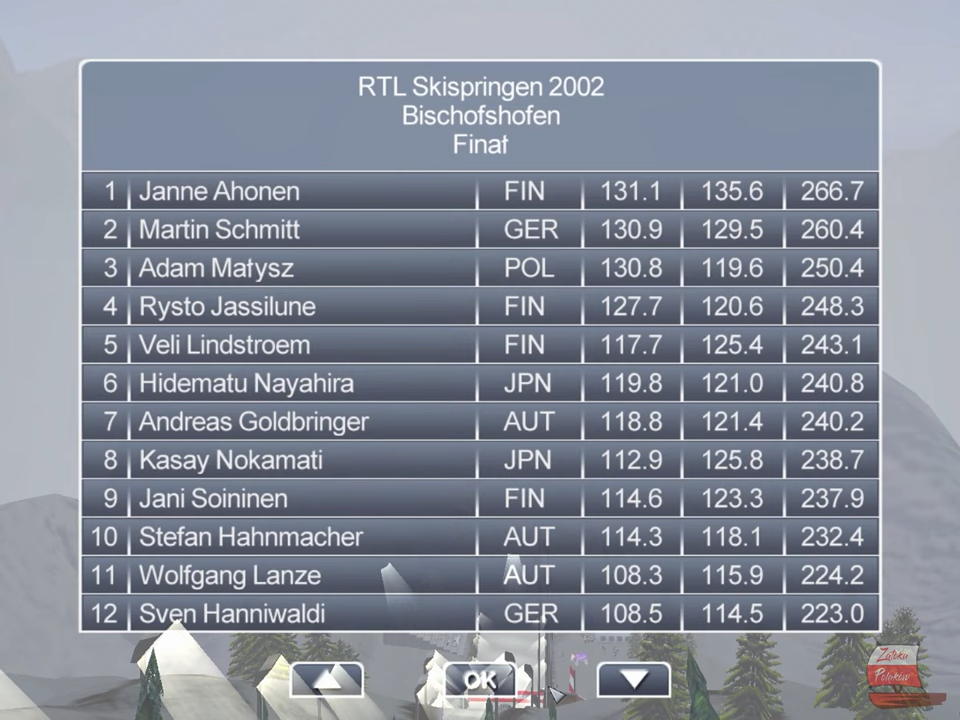 RTL Skispringen 2002
Bischofshofen
Finał
1 Janne Ahonen FIN 131.1 135.6 266.7
2 Martin Schmitt GER 130.9 129.5 260.4
3 Adam Małysz POL 130.8 119.6 250.4
4 Rysto Jassilune FIN 127.7 120.6 248.3
5 Veli Lindstroem FIN 117.7 125.4 243.1
6 Hidematu Nayahira JPN 119.8 121.0 240.8
7 Andreas Goldbringer AUT 118.8 121.4 240.2
8 Kasay Nokamati JPN 112.9 125.8 238.7
9 Jani Soininen FIN 114.6 123.3 237.9
10 Stefan Hahnmacher AUT 114.3 118.1 232.4
11 Wolfgang Lanze AUT 108.3 115.9 224.2
12 Sven Hanniwaldi GER 108.5 114.5 223.0
OK
Zatoka
Polaków